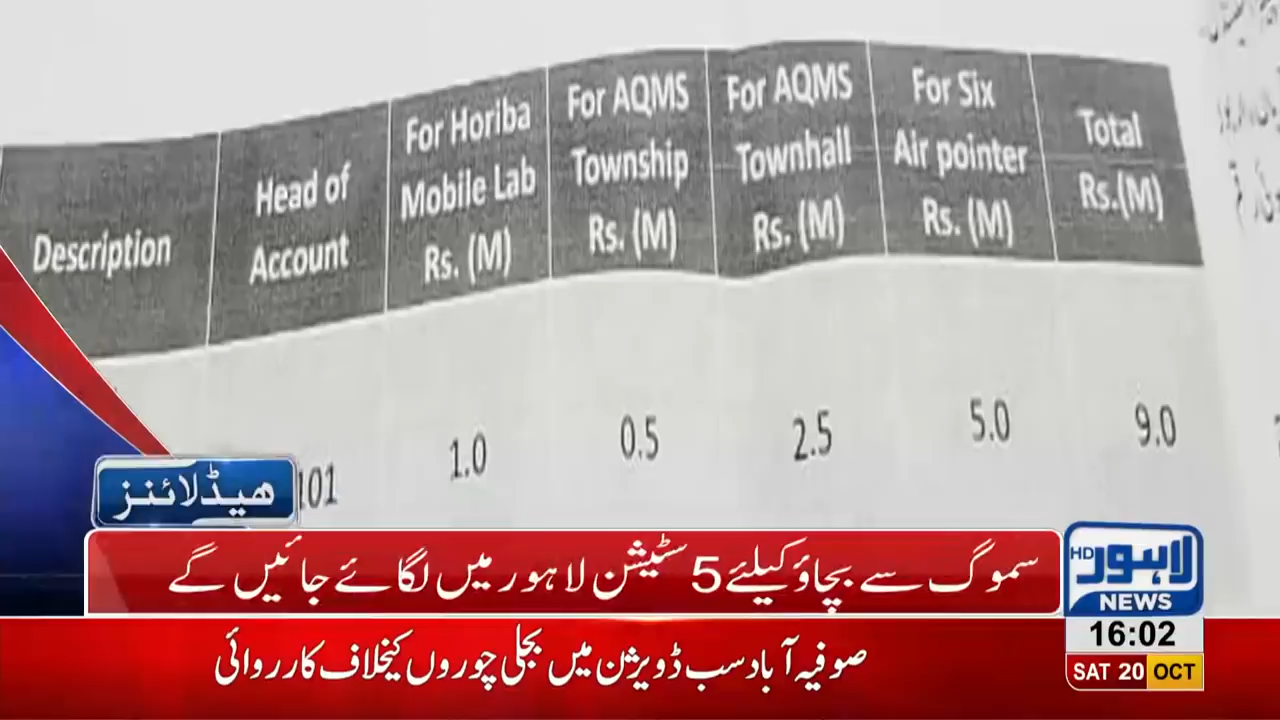 Description
Head of
Account
For Horiba
Mobile Lab
Rs. (M)
For AQMS
Township
Rs. (M)
For AQMS
Townhall
Rs. (M)
For Six
Air pointer
Rs. (M)
Total
Rs.(M)
101
1.0
0.5
2.5
5.0
9.0
ھیڈلائنز
سموگ سے بچاؤ کیلئے 5 سٹیشن لاہور میں لگائے جائیں گے
صوفیہ آباد سب ڈویژن میں بجلی چوروں کیخلاف کارروائی
لاہور HD
NEWS
16:02
SAT 20 OCT